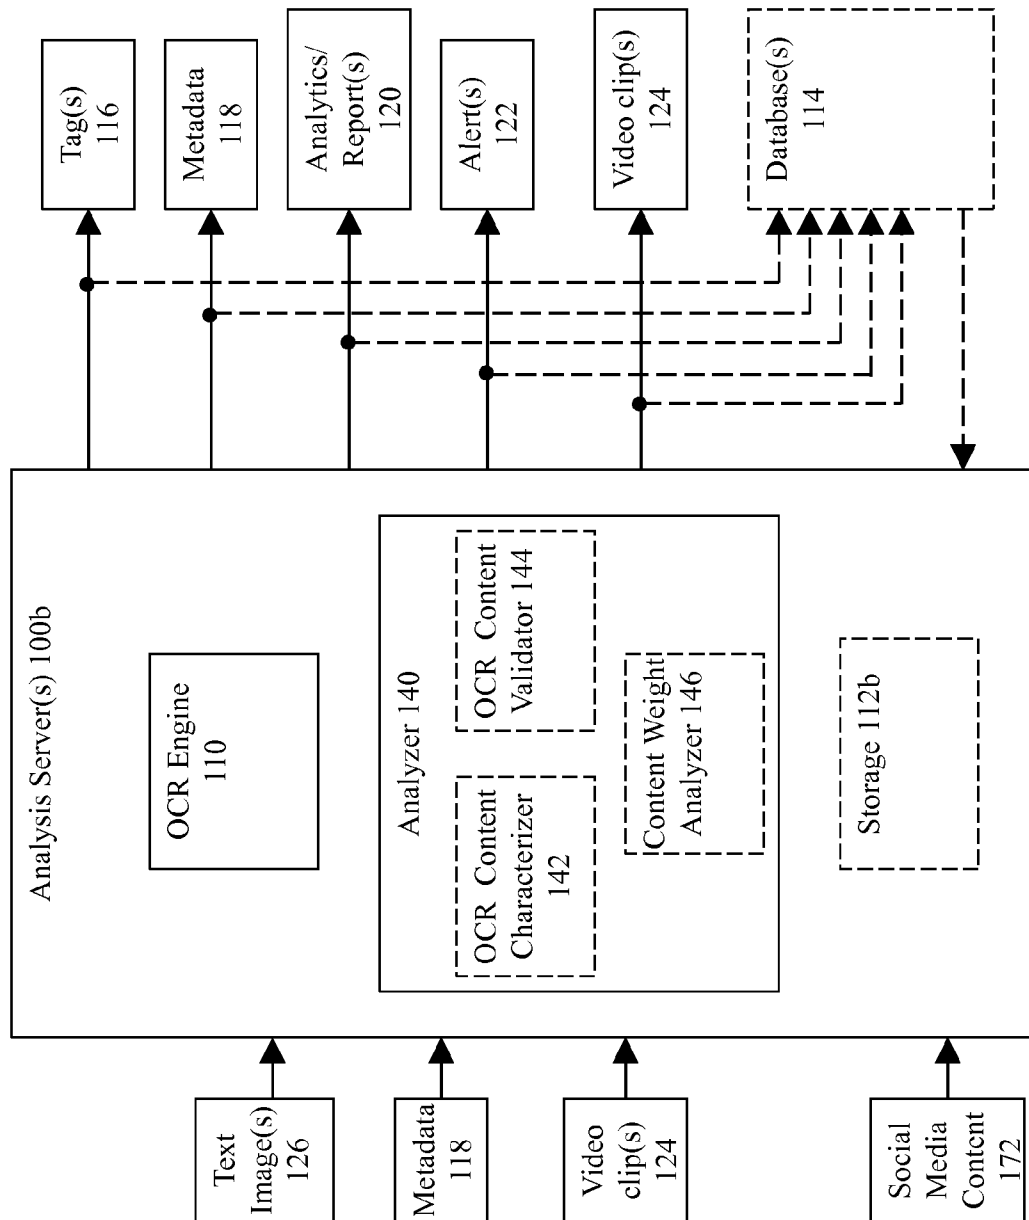 Text
Image(s)
126
Metadata
118
Video
clip(s)
124
Social
Media
Content
172
Analysis Server(s) 100b
OCR Engine
110
Analyzer 140
OCR Content
Characterizer
142
OCR Content
Validator 144
Content Weight
Analyzer 146
Storage 112b
Tag(s)
116
Metadata
118
Analytics/
Report(s)
120
Alert(s)
122
Video clip(s)
124
Database(s)
114